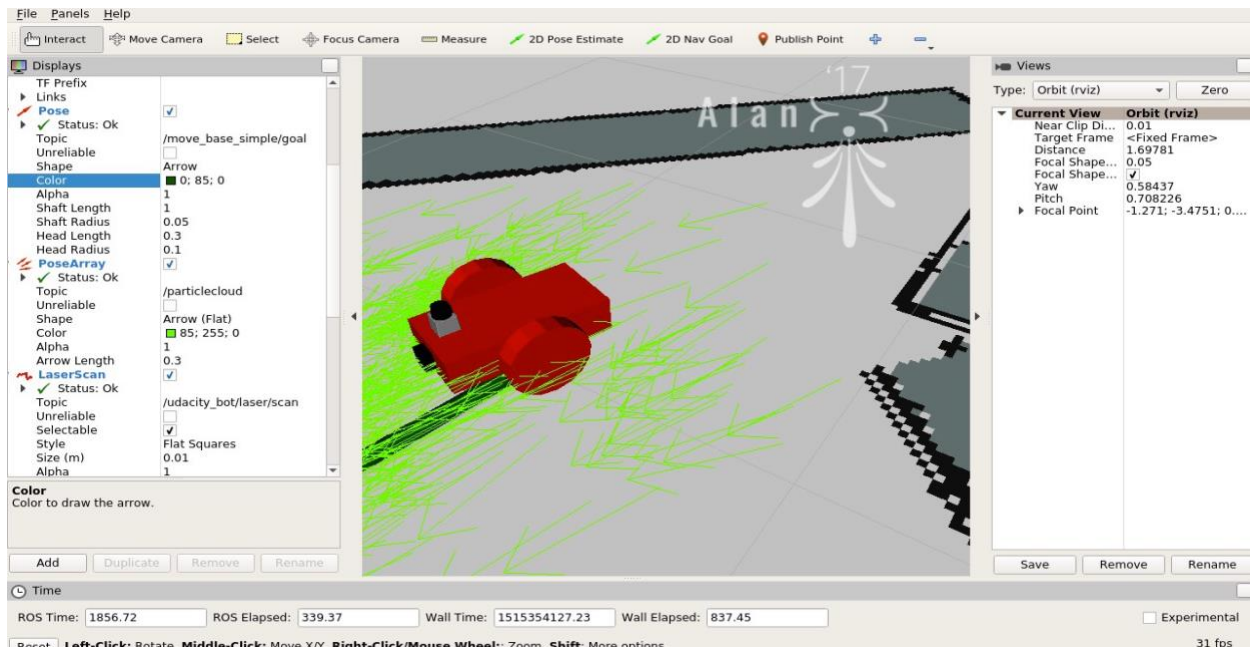 File Panels Help
Interact Move Camera Select Focus Camera Measure 2D Pose Estimate 2D Nav Goal Publish Point
Displays
TF Prefix
Links
Pose
Status: Ok
Topic /move_base_simple/goal
Unreliable
Shape Arrow
Color 0; 85; 0
Alpha 1
Shaft Length 1
Shaft Radius 0.05
Head Length 0.3
Head Radius 0.1
PoseArray
Status: Ok
Topic /particlecloud
Unreliable
Shape Arrow (Flat)
Color 85; 255; 0
Alpha 1
Arrow Length 0.3
LaserScan
Status: Ok
Topic /udacity_bot/laser/scan
Unreliable
Selectable
Style Flat Squares
Size (m) 0.01
Alpha 1
Color
Color to draw the arrow.
Add Duplicate Remove Rename
'17
Alan
Views
Type: Orbit (rviz) Zero
Current View Orbit (rviz)
Near Clip Di... 0.01
Target Frame <Fixed Frame>
Distance 1.69781
Focal Shape... 0.05
Focal Shape...
Yaw 0.58437
Pitch 0.708226
Focal Point -1.271; -3.4751; 0....
Save Remove Rename
Time
ROS Time: 1856.72 ROS Elapsed: 339.37 Wall Time: 1515354127.23 Wall Elapsed: 837.45 Experimental
Reset Left-Click: Rotate. Middle-Click: Move X/Y. Right-Click/Mouse Wheel:: Zoom. Shift: More options. 31 fps